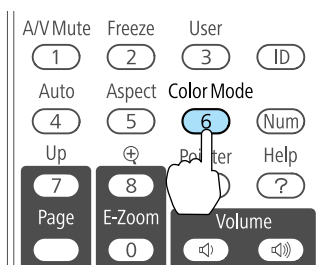 A/V Mute Freeze User
1 2 3 ID
Auto Aspect Color Mode
4 5 6 Num
Up Pointer Help
7 8 ?
Page E-Zoom Volume
0